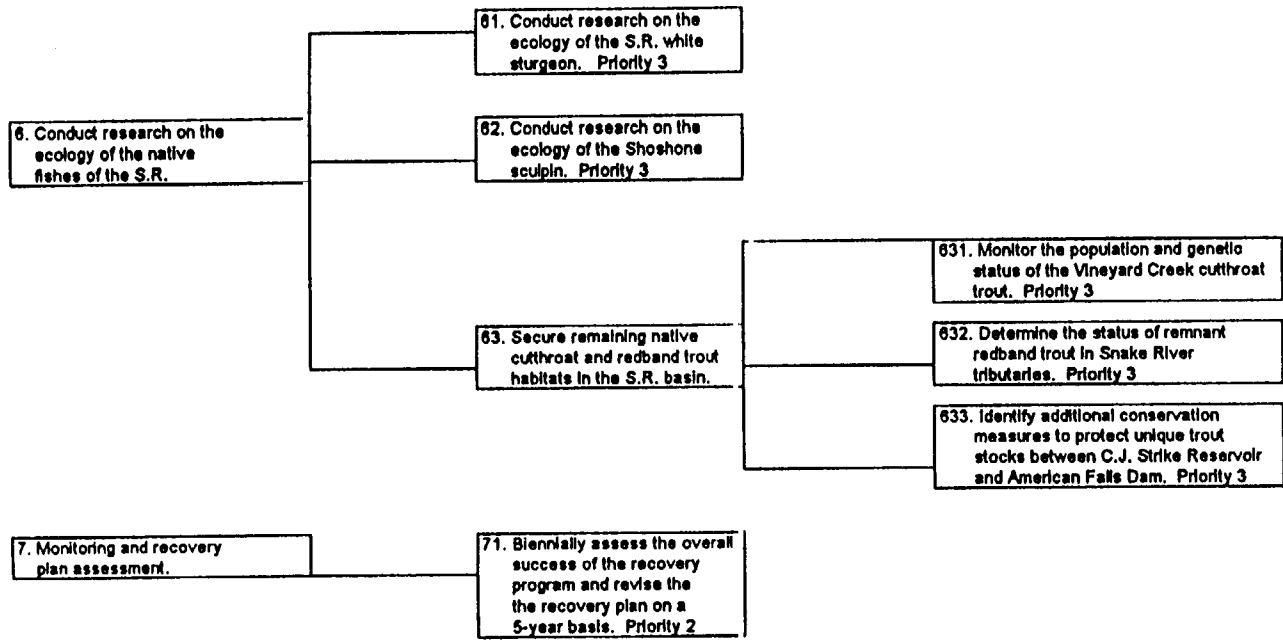 61. Conduct research on the
ecology of the S.R. white
sturgeon. Priority 3
6. Conduct research on the
ecology of the native
fishes of the S.R.
62. Conduct research on the
ecology of the Shoshone
sculpin. Priority 3
63. Secure remaining native
cutthroat and redband trout
habitats in the S.R. basin.
631. Monitor the population and genetic
status of the Vineyard Creek cutthroat
trout. Priority 3
632. Determine the status of remnant
redband trout in Snake River
tributaries. Priority 3
633. Identify additional conservation
measures to protect unique trout
stocks between C.J. Strike Reservoir
and American Falls Dam. Priority 3
7. Monitoring and recovery
plan assessment.
71. Biennially assess the overall
success of the recovery
program and revise the
the recovery plan on a
5-year basis. Priority 2